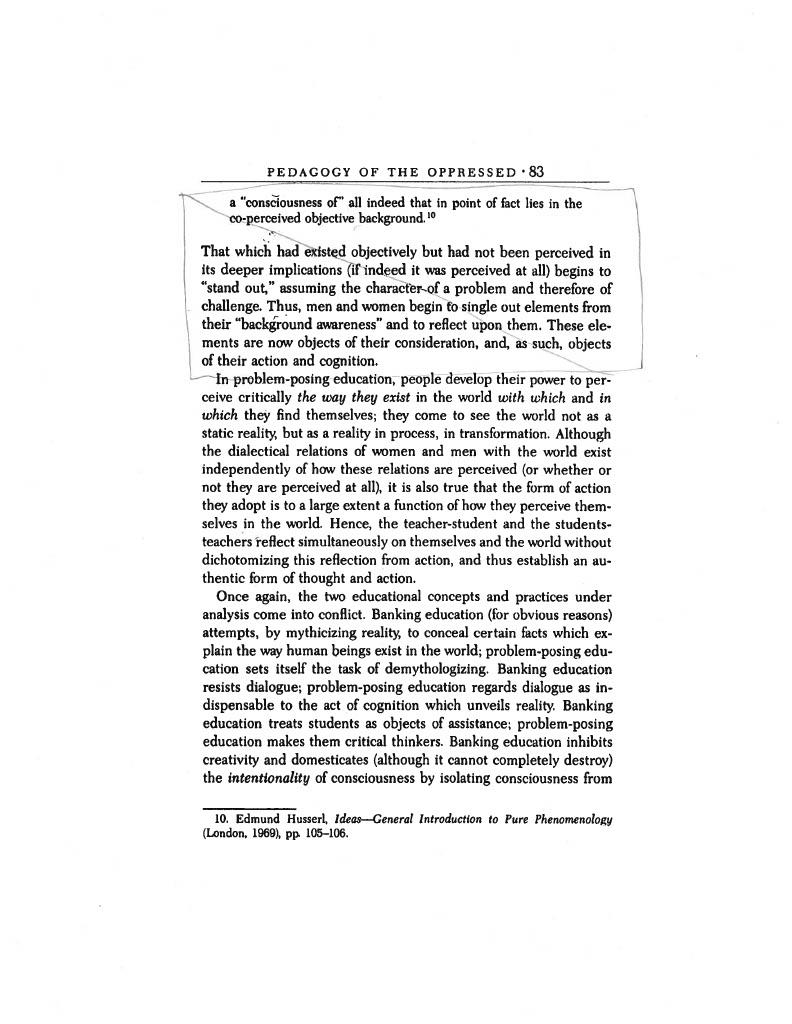 PEDAGOGY OF THE OPPRESSED · 83
a "consciousness of" all indeed that in point of fact lies in the
co-perceived objective background.¹⁰
That which had existed objectively but had not been perceived in
its deeper implications (if indeed it was perceived at all) begins to
"stand out," assuming the character of a problem and therefore of
challenge. Thus, men and women begin to single out elements from
their "background awareness" and to reflect upon them. These ele-
ments are now objects of their consideration, and, as such, objects
of their action and cognition.
In problem-posing education, people develop their power to per-
ceive critically the way they exist in the world with which and in
which they find themselves; they come to see the world not as a
static reality, but as a reality in process, in transformation. Although
the dialectical relations of women and men with the world exist
independently of how these relations are perceived (or whether or
not they are perceived at all), it is also true that the form of action
they adopt is to a large extent a function of how they perceive them-
selves in the world. Hence, the teacher-student and the students-
teachers reflect simultaneously on themselves and the world without
dichotomizing this reflection from action, and thus establish an au-
thentic form of thought and action.
Once again, the two educational concepts and practices under
analysis come into conflict. Banking education (for obvious reasons)
attempts, by mythicizing reality, to conceal certain facts which ex-
plain the way human beings exist in the world; problem-posing edu-
cation sets itself the task of demythologizing. Banking education
resists dialogue; problem-posing education regards dialogue as in-
dispensable to the act of cognition which unveils reality. Banking
education treats students as objects of assistance; problem-posing
education makes them critical thinkers. Banking education inhibits
creativity and domesticates (although it cannot completely destroy)
the intentionality of consciousness by isolating consciousness from
10. Edmund Husserl, Ideas—General Introduction to Pure Phenomenology
(London, 1969), pp. 105–106.